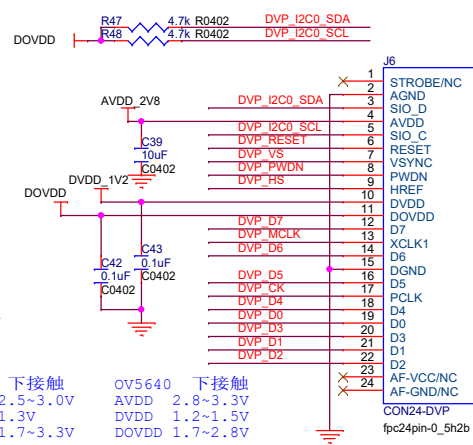 R47 4.7k R0402 DVP_I2C0_SDA
R48 4.7k R0402 DVP_I2C0_SCL
DOVDD
J6
1 STROBE/NC
2 AGND
DVP_I2C0_SDA 3 SIO_D
AVDD_2V8 4 AVDD
DVP_I2C0_SCL 5 SIO_C
DVP_RESET 6 RESET
DVP_VS 7 VSYNC
DVP_PWDN 8 PWDN
DVP_HS 9 HREF
C39
10uF
C0402
DVDD_1V2 10 DVDD
DOVDD 11 DOVDD
DVP_D7 12 D7
DVP_MCLK 13 XCLK1
DVP_D6 14 D6
15 DGND
DVP_D5 16 D5
DVP_CK 17 PCLK
DVP_D4 18 D4
DVP_D0 19 D0
DVP_D3 20 D3
DVP_D1 21 D1
DVP_D2 22 D2
23 AF-VCC/NC
24 AF-GND/NC
C42
0.1uF
C0402
C43
0.1uF
C0402
CON24-DVP
fpc24pin-0_5h2b
下接触 OV5640 下接触
2.5~3.0V AVDD 2.8~3.3V
1.3V DVDD 1.2~1.5V
1.7~3.3V DOVDD 1.7~2.8V